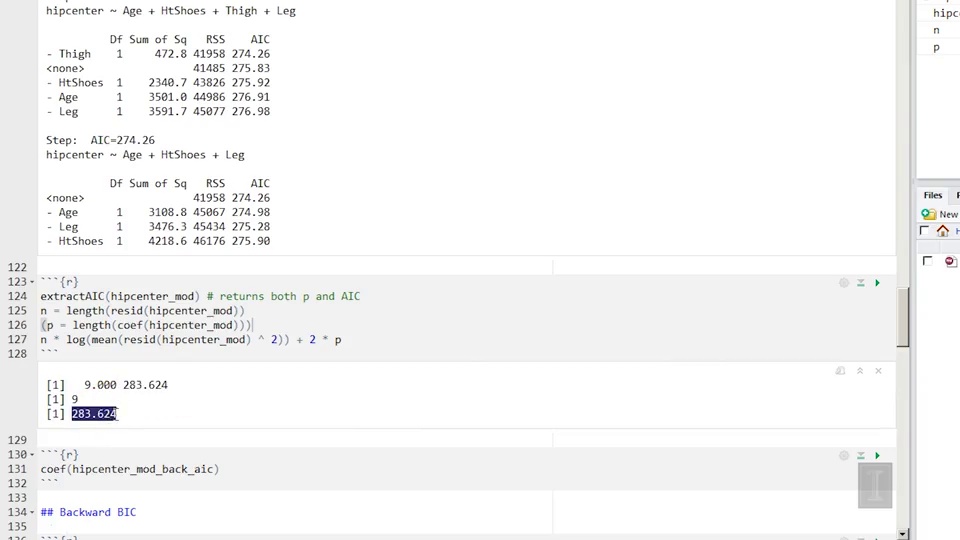 hipcenter ~ Age + HtShoes + Thigh + Leg
Df Sum of Sq RSS AIC
- Thigh 1 472.8 41958 274.26
<none> 41485 275.83
- HtShoes 1 2340.7 43826 275.92
- Age 1 3501.0 44986 276.91
- Leg 1 3591.7 45077 276.98
Step: AIC=274.26
hipcenter ~ Age + HtShoes + Leg
Df Sum of Sq RSS AIC
<none> 41958 274.26
- Age 1 3108.8 45067 274.98
- Leg 1 3476.3 45434 275.28
- HtShoes 1 4218.6 46176 275.90
122
123 ```{r}
124 extractAIC(hipcenter_mod) # returns both p and AIC
125 n = length(resid(hipcenter_mod))
126 (p = length(coef(hipcenter_mod)))
127 n * log(mean(resid(hipcenter_mod) ^ 2)) + 2 * p
128 ```
[1] 9.000 283.624
[1] 9
[1] 283.624
129
130 ```{r}
131 coef(hipcenter_mod_back_aic)
132 ```
133
134 ## Backward BIC
135
hipc
n
p
Files
New